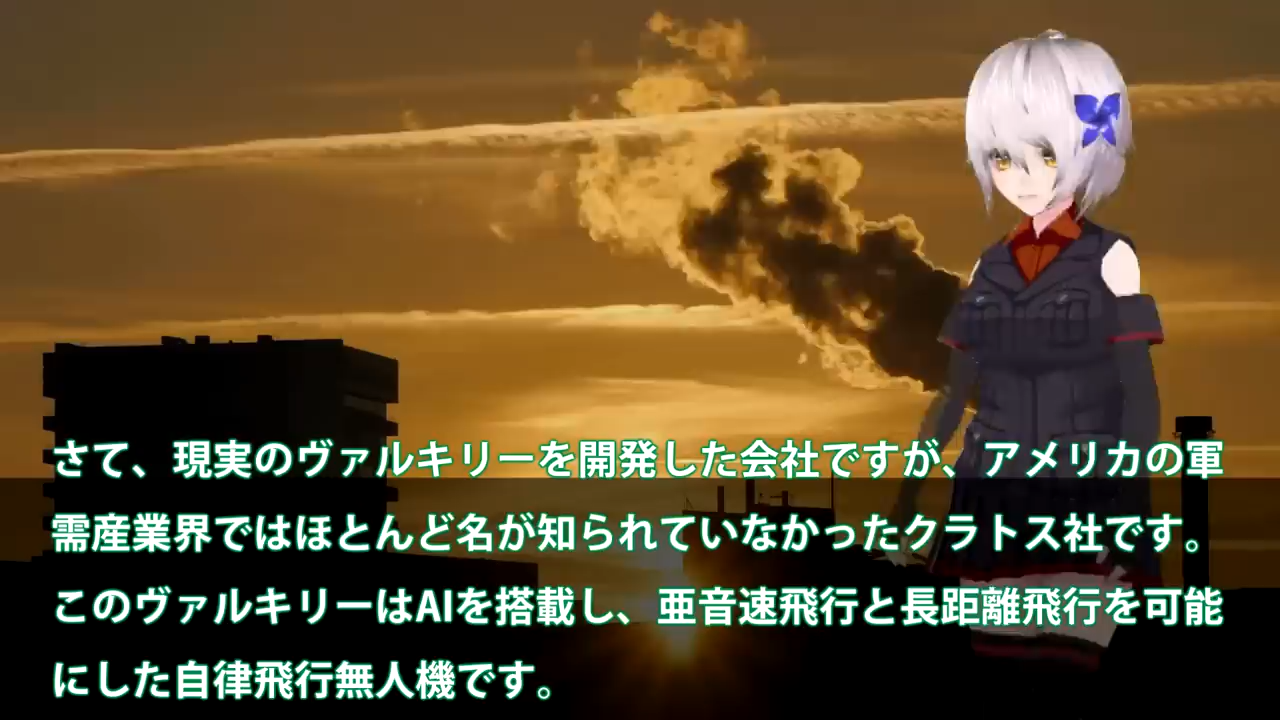 さて、現実のヴァルキリーを開発した会社ですが、アメリカの軍
需産業界ではほとんど名が知られていなかったクラトス社です。
このヴァルキリーはAIを搭載し、亜音速飛行と長距離飛行を可能
にした自律飛行無人機です。